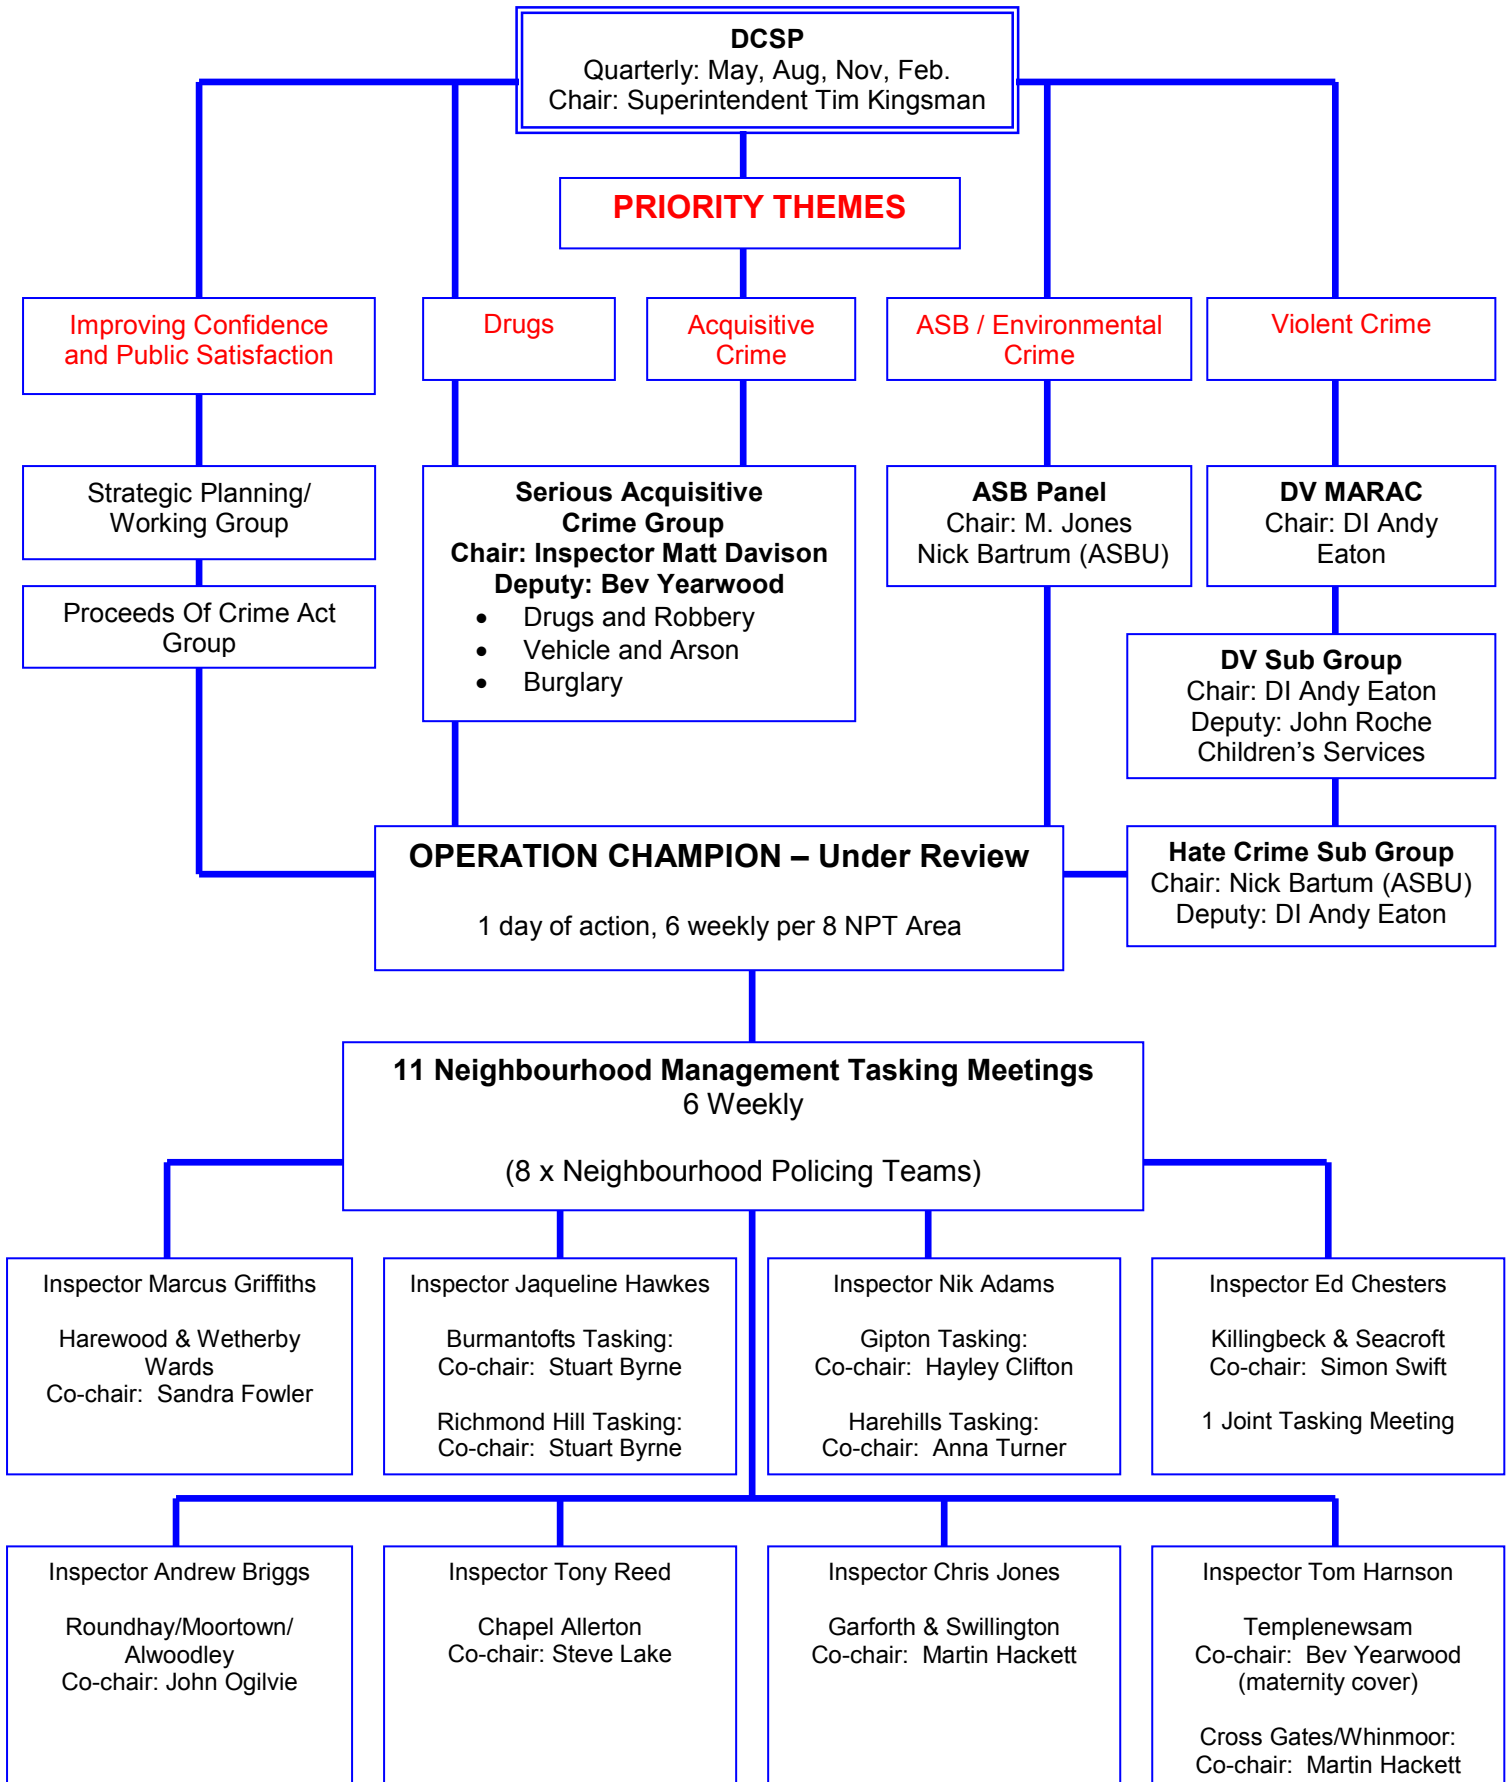 DCSP
Quarterly: May, Aug, Nov, Feb.
Chair: Superintendent Tim Kingsman
PRIORITY THEMES
Improving Confidence
and Public Satisfaction
Drugs
Acquisitive
Crime
ASB / Environmental
Crime
Violent Crime
Strategic Planning/
Working Group
Proceeds Of Crime Act
Group
Serious Acquisitive
Crime Group
Chair: Inspector Matt Davison
Deputy: Bev Yearwood
• Drugs and Robbery
• Vehicle and Arson
• Burglary
ASB Panel
Chair: M. Jones
Nick Bartrum (ASBU)
DV MARAC
Chair: DI Andy
Eaton
DV Sub Group
Chair: DI Andy Eaton
Deputy: John Roche
Children’s Services
OPERATION CHAMPION – Under Review
1 day of action, 6 weekly per 8 NPT Area
Hate Crime Sub Group
Chair: Nick Bartum (ASBU)
Deputy: DI Andy Eaton
11 Neighbourhood Management Tasking Meetings
6 Weekly
(8 x Neighbourhood Policing Teams)
Inspector Marcus Griffiths
Harewood & Wetherby
Wards
Co-chair: Sandra Fowler
Inspector Jaqueline Hawkes
Burmantofts Tasking:
Co-chair: Stuart Byrne
Richmond Hill Tasking:
Co-chair: Stuart Byrne
Inspector Nik Adams
Gipton Tasking:
Co-chair: Hayley Clifton
Harehills Tasking:
Co-chair: Anna Turner
Inspector Ed Chesters
Killingbeck & Seacroft
Co-chair: Simon Swift
1 Joint Tasking Meeting
Inspector Andrew Briggs
Roundhay/Moortown/
Alwoodley
Co-chair: John Ogilvie
Inspector Tony Reed
Chapel Allerton
Co-chair: Steve Lake
Inspector Chris Jones
Garforth & Swillington
Co-chair: Martin Hackett
Inspector Tom Harnson
Templenewsam
Co-chair: Bev Yearwood
(maternity cover)
Cross Gates/Whinmoor:
Co-chair: Martin Hackett